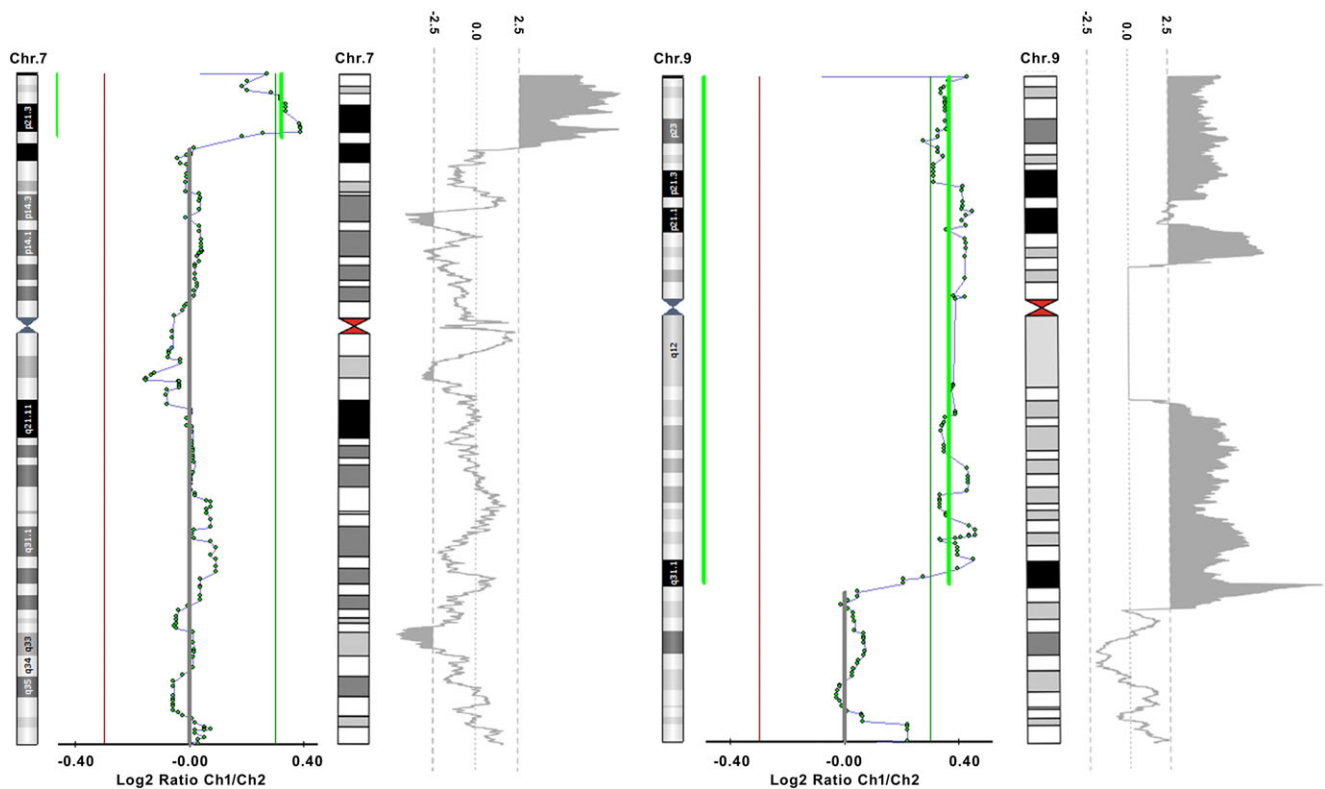 Chr.7
p21.3
p14.3
p14.1
q21.11
q31.1
q33
q34
q35
-0.40
-0.00
0.40
Log2 Ratio Ch1/Ch2
Chr.7
-2.5
0.0
2.5
Chr.9
p23
p21.3
p21.1
q12
q31.1
-0.40
-0.00
0.40
Log2 Ratio Ch1/Ch2
Chr.9
-2.5
0.0
2.5